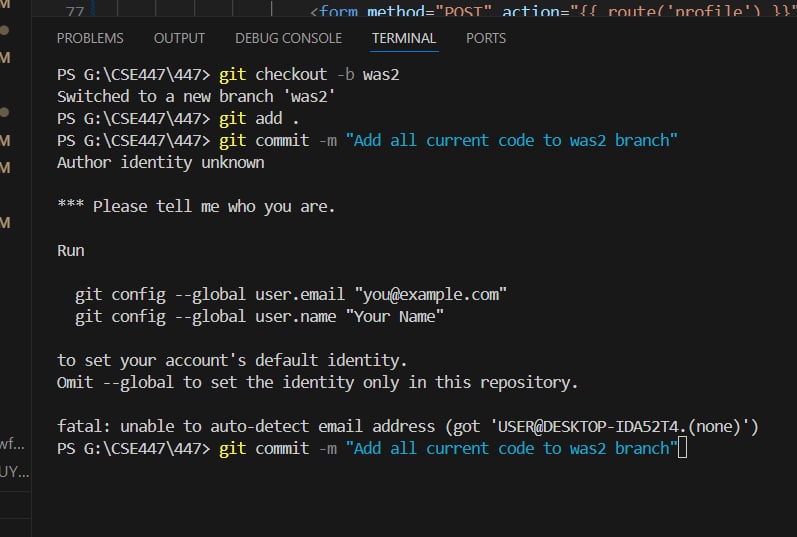 77 <form method="POST" action="{{ route('profile') }}"
PROBLEMS OUTPUT DEBUG CONSOLE TERMINAL PORTS
PS G:\CSE447\447> git checkout -b was2
Switched to a new branch 'was2'
PS G:\CSE447\447> git add .
PS G:\CSE447\447> git commit -m "Add all current code to was2 branch"
Author identity unknown
*** Please tell me who you are.
Run
git config --global user.email "you@example.com"
git config --global user.name "Your Name"
to set your account's default identity.
Omit --global to set the identity only in this repository.
fatal: unable to auto-detect email address (got 'USER@DESKTOP-IDA52T4.(none)')
PS G:\CSE447\447> git commit -m "Add all current code to was2 branch"
M
M
M
M
M
wf...
UY...